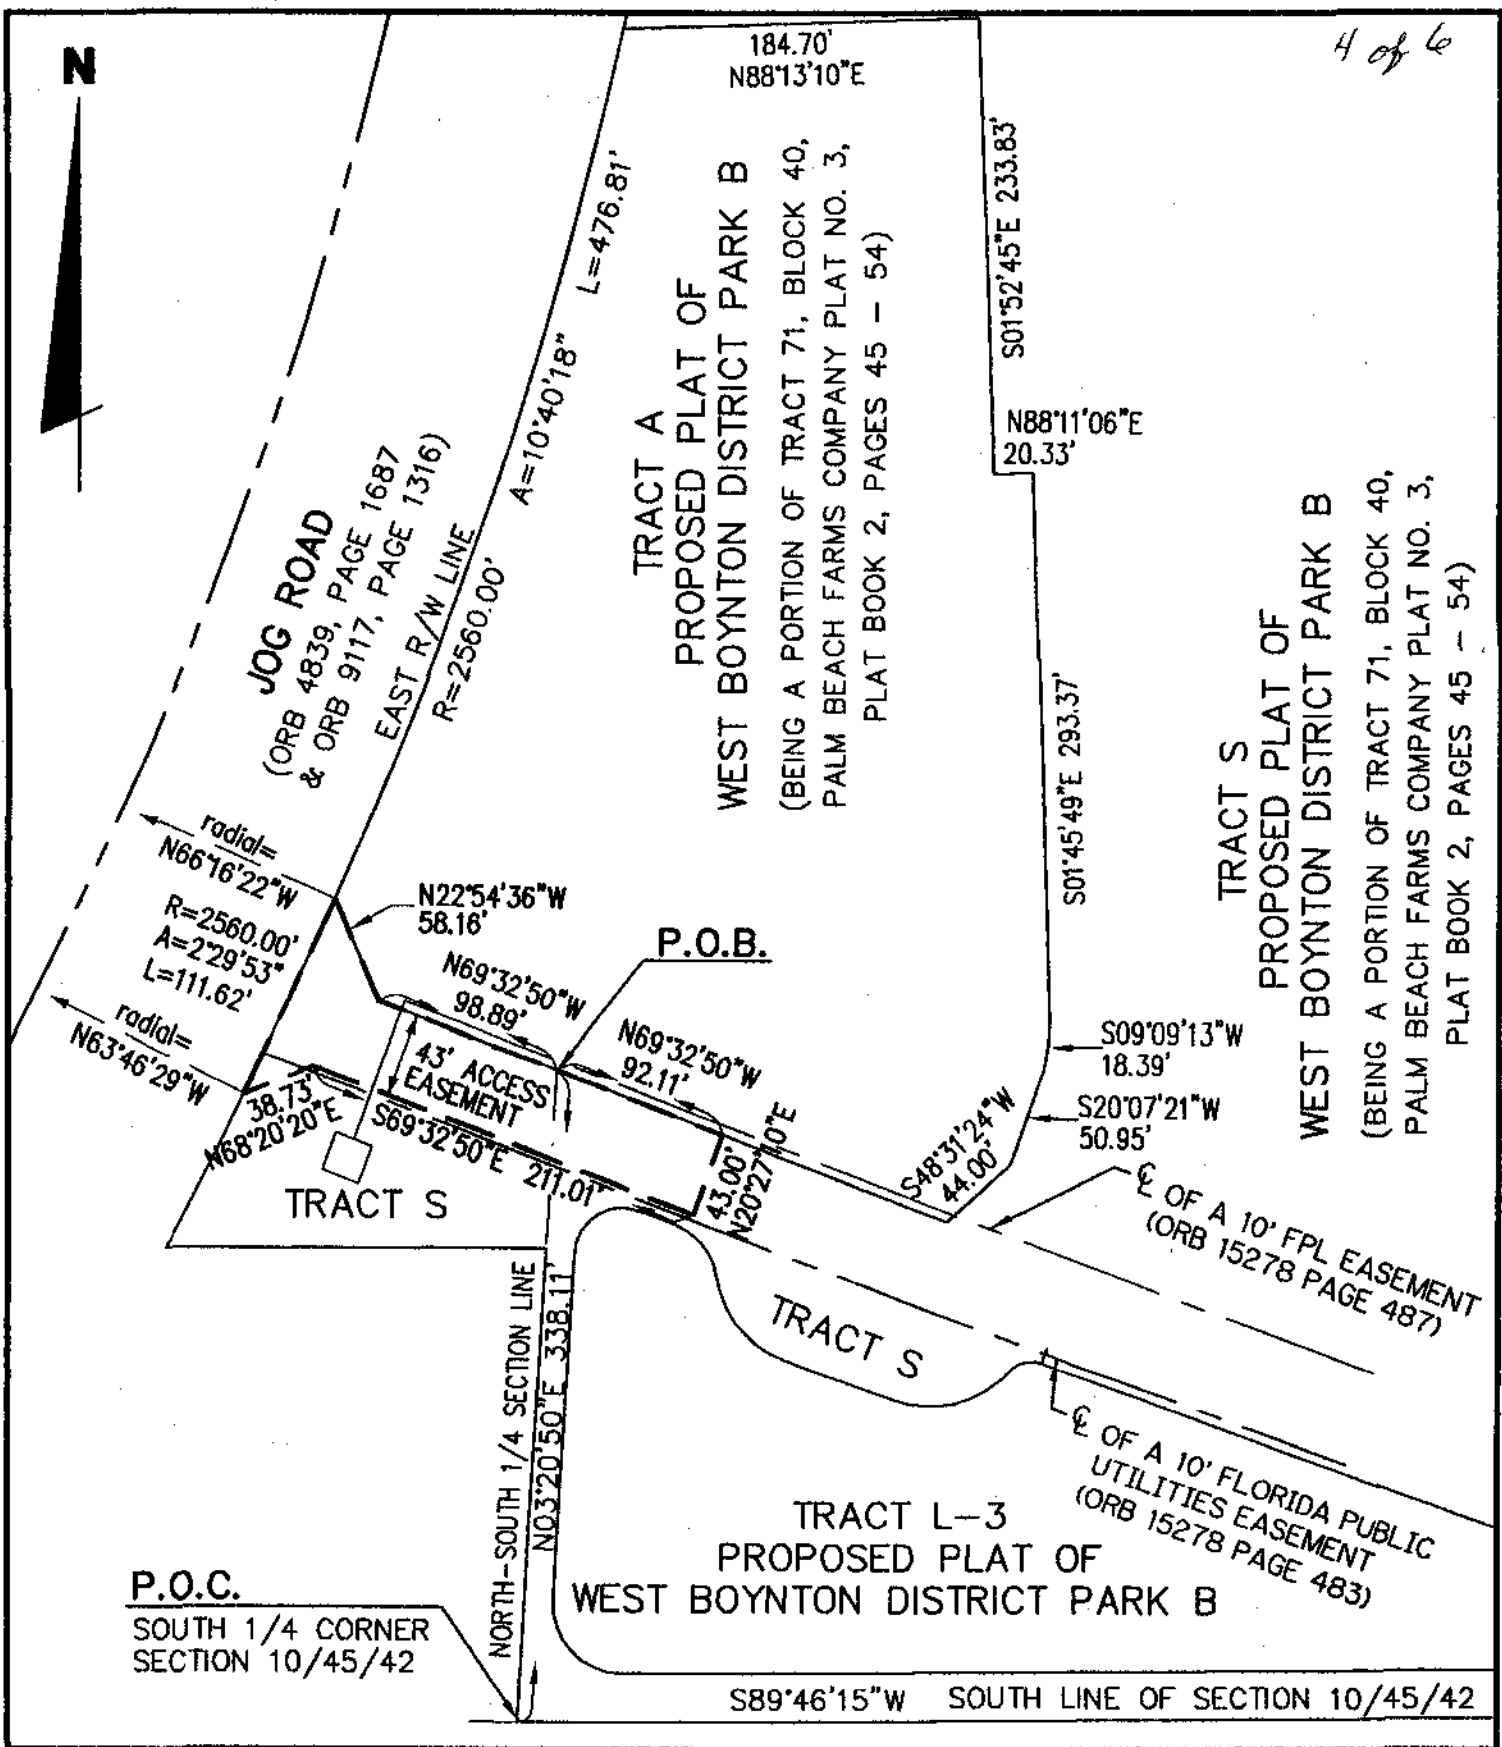 4 of 6
N
184.70'
N88°13'10"E
L=476.81'
A=10°40'18"
S01°52'45"E 233.83'
TRACT A
PROPOSED PLAT OF
WEST BOYNTON DISTRICT PARK B
(BEING A PORTION OF TRACT 71, BLOCK 40,
PALM BEACH FARMS COMPANY PLAT NO. 3,
PLAT BOOK 2, PAGES 45 - 54)
N88°11'06"E
20.33'
JOG ROAD
(ORB 4839, PAGE 1687
& ORB 9117, PAGE 1316)
EAST R/W LINE
R=2560.00'
S01°45'49"E 293.37'
TRACT S
PROPOSED PLAT OF
WEST BOYNTON DISTRICT PARK B
(BEING A PORTION OF TRACT 71, BLOCK 40,
PALM BEACH FARMS COMPANY PLAT NO. 3,
PLAT BOOK 2, PAGES 45 - 54)
radial=
N66°16'22"W
R=2560.00'
A=2°29'53"
L=111.62'
radial=
N63°46'29"W
N22°54'36"W
58.16'
P.O.B.
N69°32'50"W
98.89'
N69°32'50"W
92.11'
43' ACCESS
EASEMENT
38.73'
N68°20'20"E
S69°32'50"E 211.01'
43.00'
N20°27'10"E
S09°09'13"W
18.39'
S20°07'21"W
50.95'
S48°31'24"W
44.00'
TRACT S
℄ OF A 10' FPL EASEMENT
(ORB 15278 PAGE 487)
TRACT S
NORTH-SOUTH 1/4 SECTION LINE
N03°20'50"E 338.11'
℄ OF A 10' FLORIDA PUBLIC
UTILITIES EASEMENT
(ORB 15278 PAGE 483)
TRACT L-3
PROPOSED PLAT OF
WEST BOYNTON DISTRICT PARK B
P.O.C.
SOUTH 1/4 CORNER
SECTION 10/45/42
S89°46'15"W SOUTH LINE OF SECTION 10/45/42